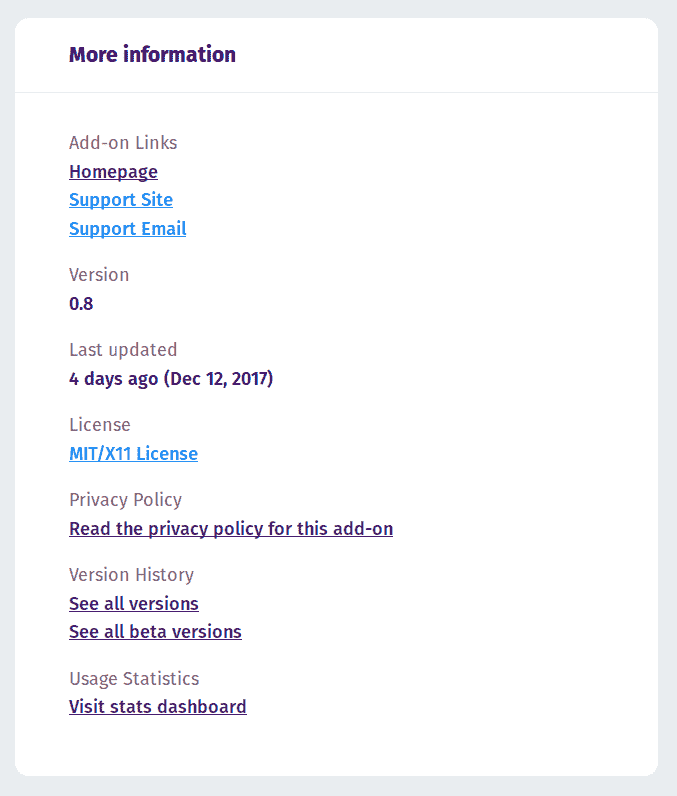 More information
Add-on Links
Homepage
Support Site
Support Email
Version
0.8
Last updated
4 days ago (Dec 12, 2017)
License
MIT/X11 License
Privacy Policy
Read the privacy policy for this add-on
Version History
See all versions
See all beta versions
Usage Statistics
Visit stats dashboard